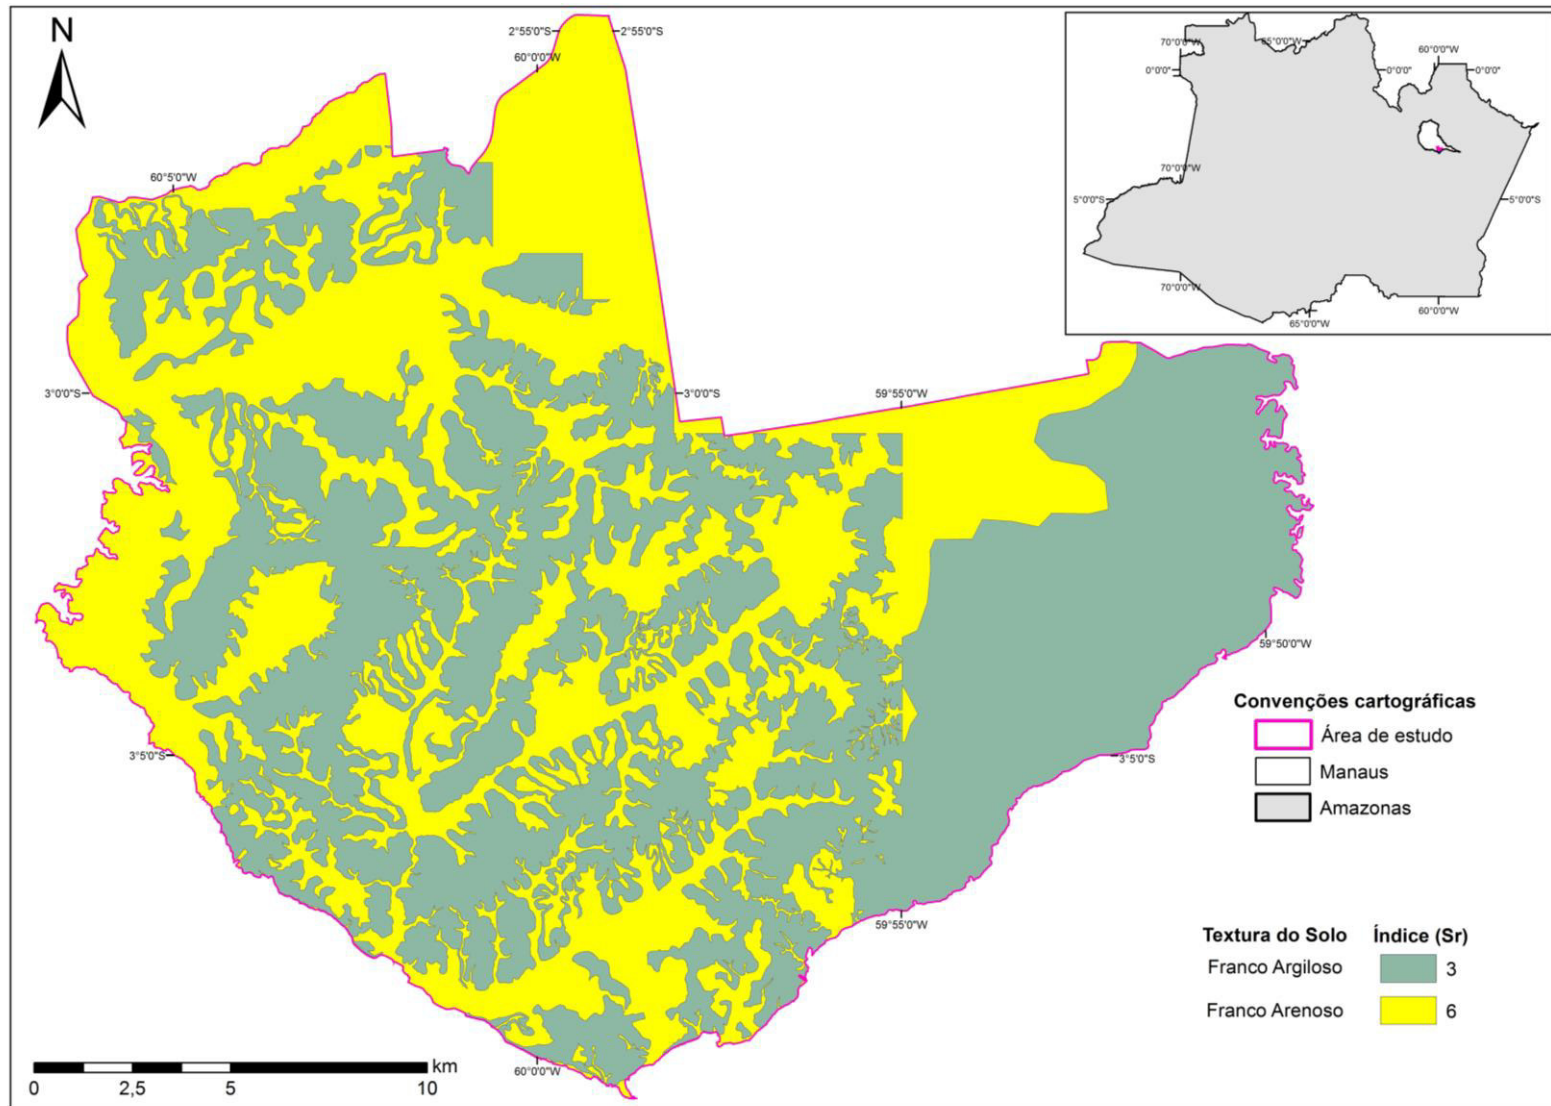 N
2°55'0"S
2°55'0"S
60°0'0"W
60°5'0"W
3°0'0"S
3°0'0"S
59°55'0"W
59°50'0"W
3°5'0"S
3°5'0"S
59°55'0"W
60°0'0"W
70°0'0"W
65°0'0"W
60°0'0"W
0°0'0"
0°0'0"
0°0'0"
70°0'0"W
5°0'0"S
5°0'0"S
70°0'0"W
65°0'0"W
60°0'0"W
Convenções cartográficas
Área de estudo
Manaus
Amazonas
Textura do Solo Índice (Sr)
Franco Argiloso 3
Franco Arenoso 6
km
0 2,5 5 10